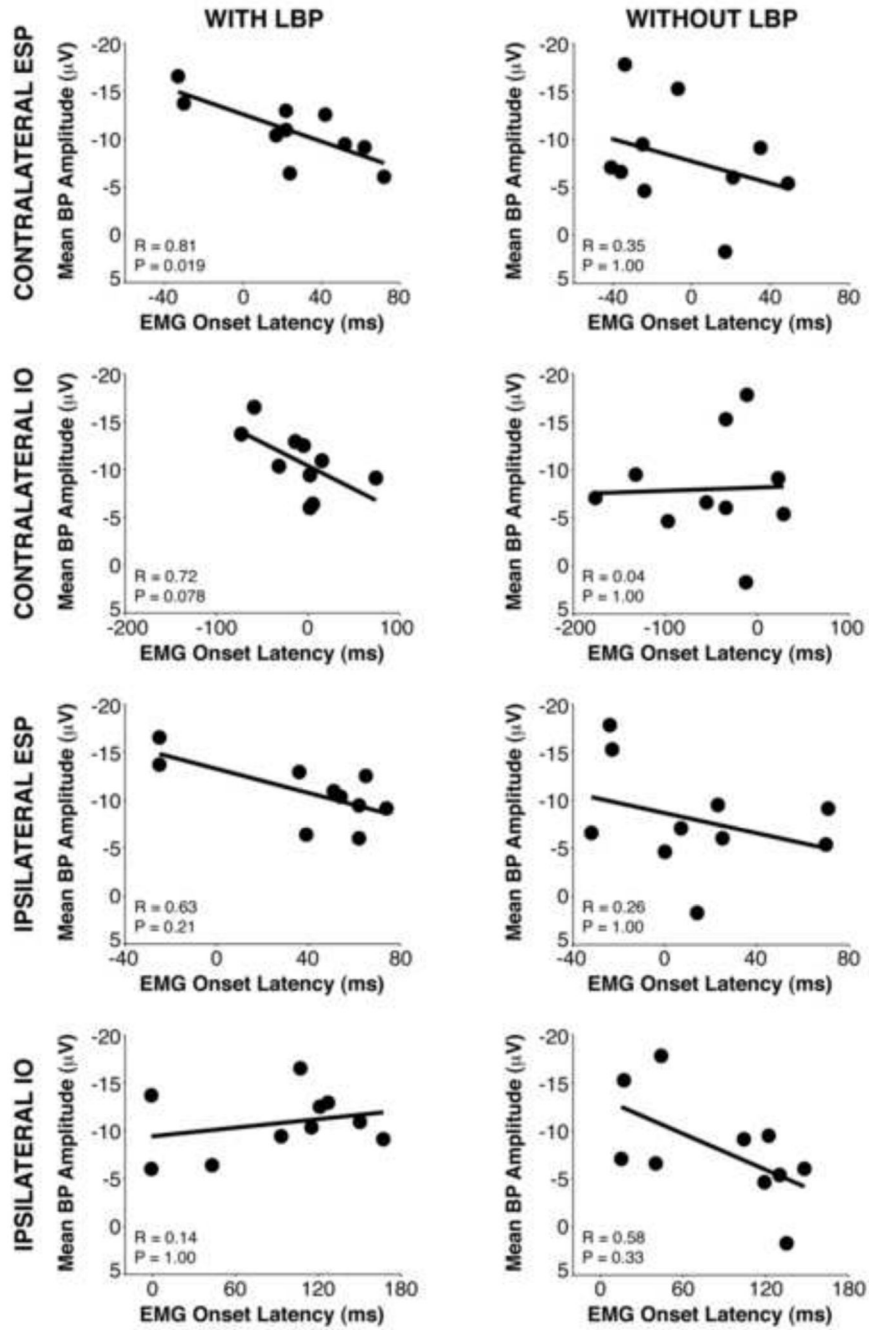 WITH LBP
WITHOUT LBP
CONTRALATERAL ESP
Mean BP Amplitude (µV)
-20
-15
-10
-5
0
5
R = 0.81
P = 0.019
-40 0 40 80
EMG Onset Latency (ms)
Mean BP Amplitude (µV)
-20
-15
-10
-5
0
5
R = 0.35
P = 1.00
-40 0 40 80
EMG Onset Latency (ms)
CONTRALATERAL IO
Mean BP Amplitude (µV)
-20
-15
-10
-5
0
5
R = 0.72
P = 0.078
-200 -100 0 100
EMG Onset Latency (ms)
Mean BP Amplitude (µV)
-20
-15
-10
-5
0
5
R = 0.04
P = 1.00
-200 -100 0 100
EMG Onset Latency (ms)
IPSILATERAL ESP
Mean BP Amplitude (µV)
-20
-15
-10
-5
0
5
R = 0.63
P = 0.21
-40 0 40 80
EMG Onset Latency (ms)
Mean BP Amplitude (µV)
-20
-15
-10
-5
0
5
R = 0.26
P = 1.00
-40 0 40 80
EMG Onset Latency (ms)
IPSILATERAL IO
Mean BP Amplitude (µV)
-20
-15
-10
-5
0
5
R = 0.14
P = 1.00
0 60 120 180
EMG Onset Latency (ms)
Mean BP Amplitude (µV)
-20
-15
-10
-5
0
5
R = 0.58
P = 0.33
0 60 120 180
EMG Onset Latency (ms)